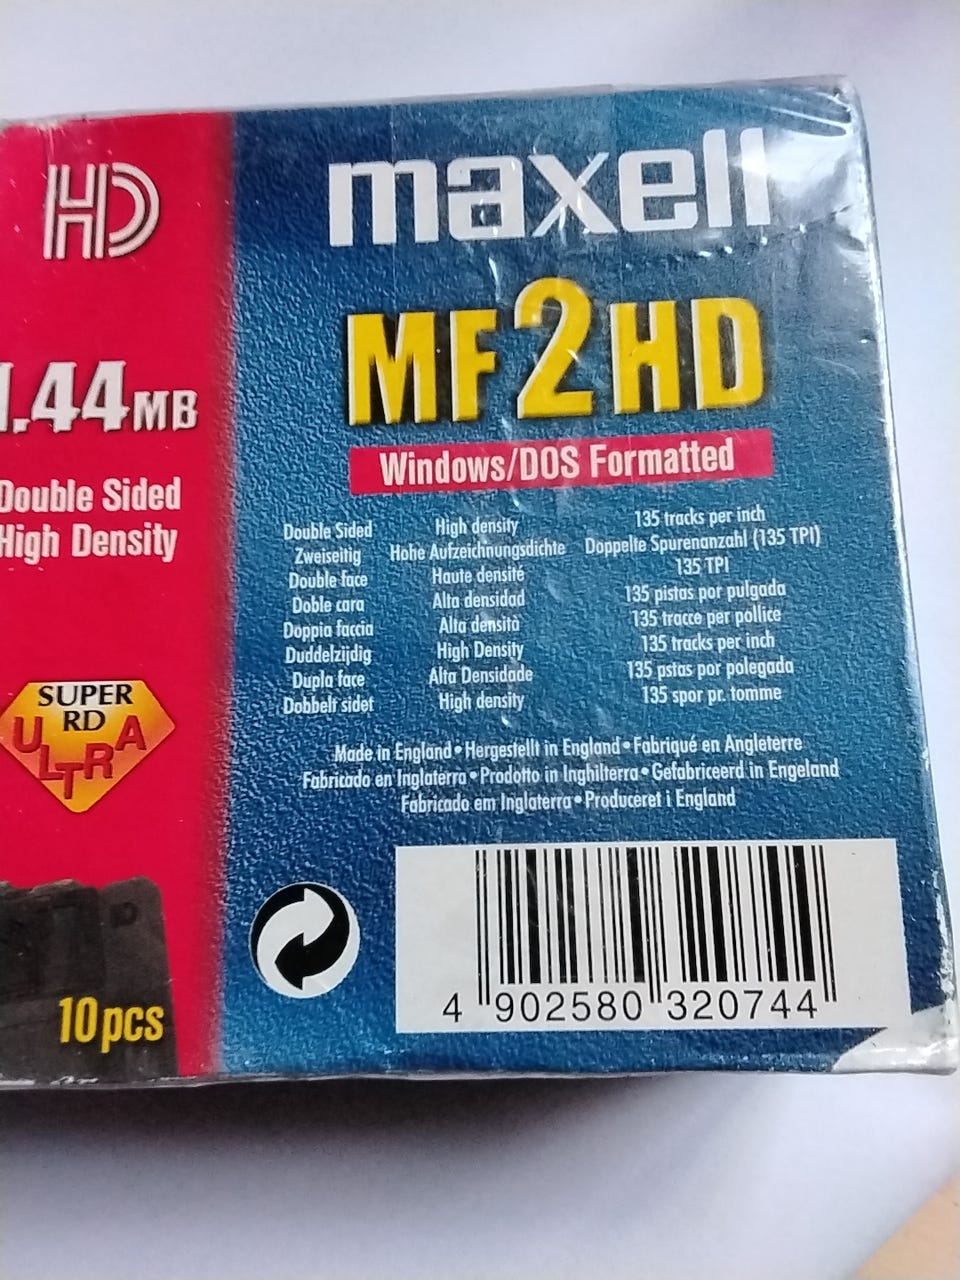 HD
1.44MB
Double Sided
High Density
SUPER
RD
ULTRA
10pcs
maxell
MF2HD
Windows/DOS Formatted
Double Sided High density 135 tracks per inch
Zweiseitig Hohe Aufzeichnungsdichte Doppelte Spurenanzahl (135 TPI)
Double face Haute densité 135 TPI
Doble cara Alta densidad 135 pistas por pulgada
Doppia faccia Alta densità 135 tracce per pollice
Duddelzijdig High Density 135 tracks per inch
Dupla face Alta Densidade 135 pstas por polegada
Dobbelt sidet High density 135 spor pr. tomme
Made in England • Hergestellt in England • Fabriqué en Angleterre
Fabricado en Inglaterra • Prodotto in Inghilterra • Gefabriceerd in Engeland
Fabricado em Inglaterra • Produceret i England
4 902580 320744